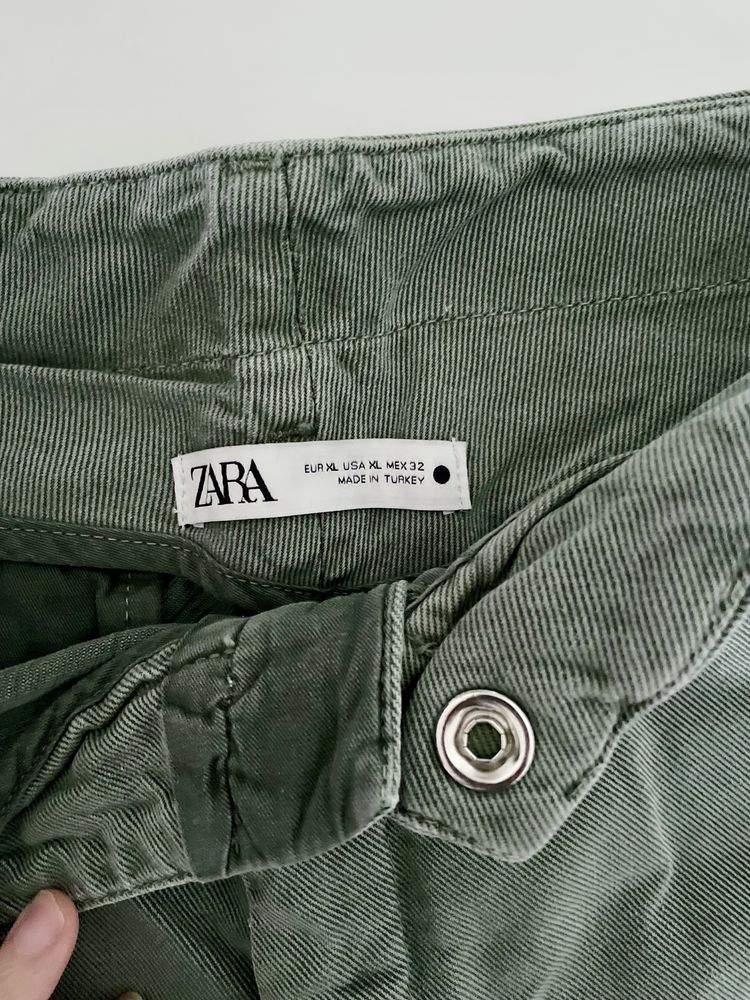 ZARA
EUR XL USA XL MEX 32
MADE IN TURKEY